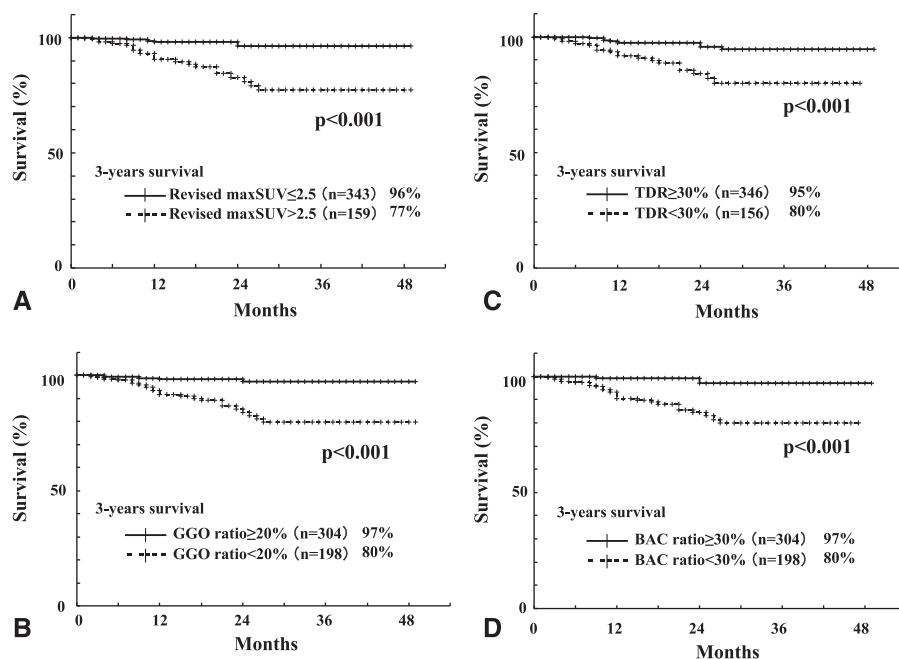 100
50
0
Survival (%)
p<0.001
3-years survival
Revised maxSUV≤2.5 (n=343) 96%
Revised maxSUV>2.5 (n=159) 77%
0 12 24 36 48
Months
A
100
50
0
Survival (%)
p<0.001
3-years survival
TDR≥30% (n=346) 95%
TDR<30% (n=156) 80%
0 12 24 36 48
Months
C
100
50
0
Survival (%)
p<0.001
3-years survival
GGO ratio≥20% (n=304) 97%
GGO ratio<20% (n=198) 80%
0 12 24 36 48
Months
B
100
50
0
Survival (%)
p<0.001
3-years survival
BAC ratio≥30% (n=304) 97%
BAC ratio<30% (n=198) 80%
0 12 24 36 48
Months
D